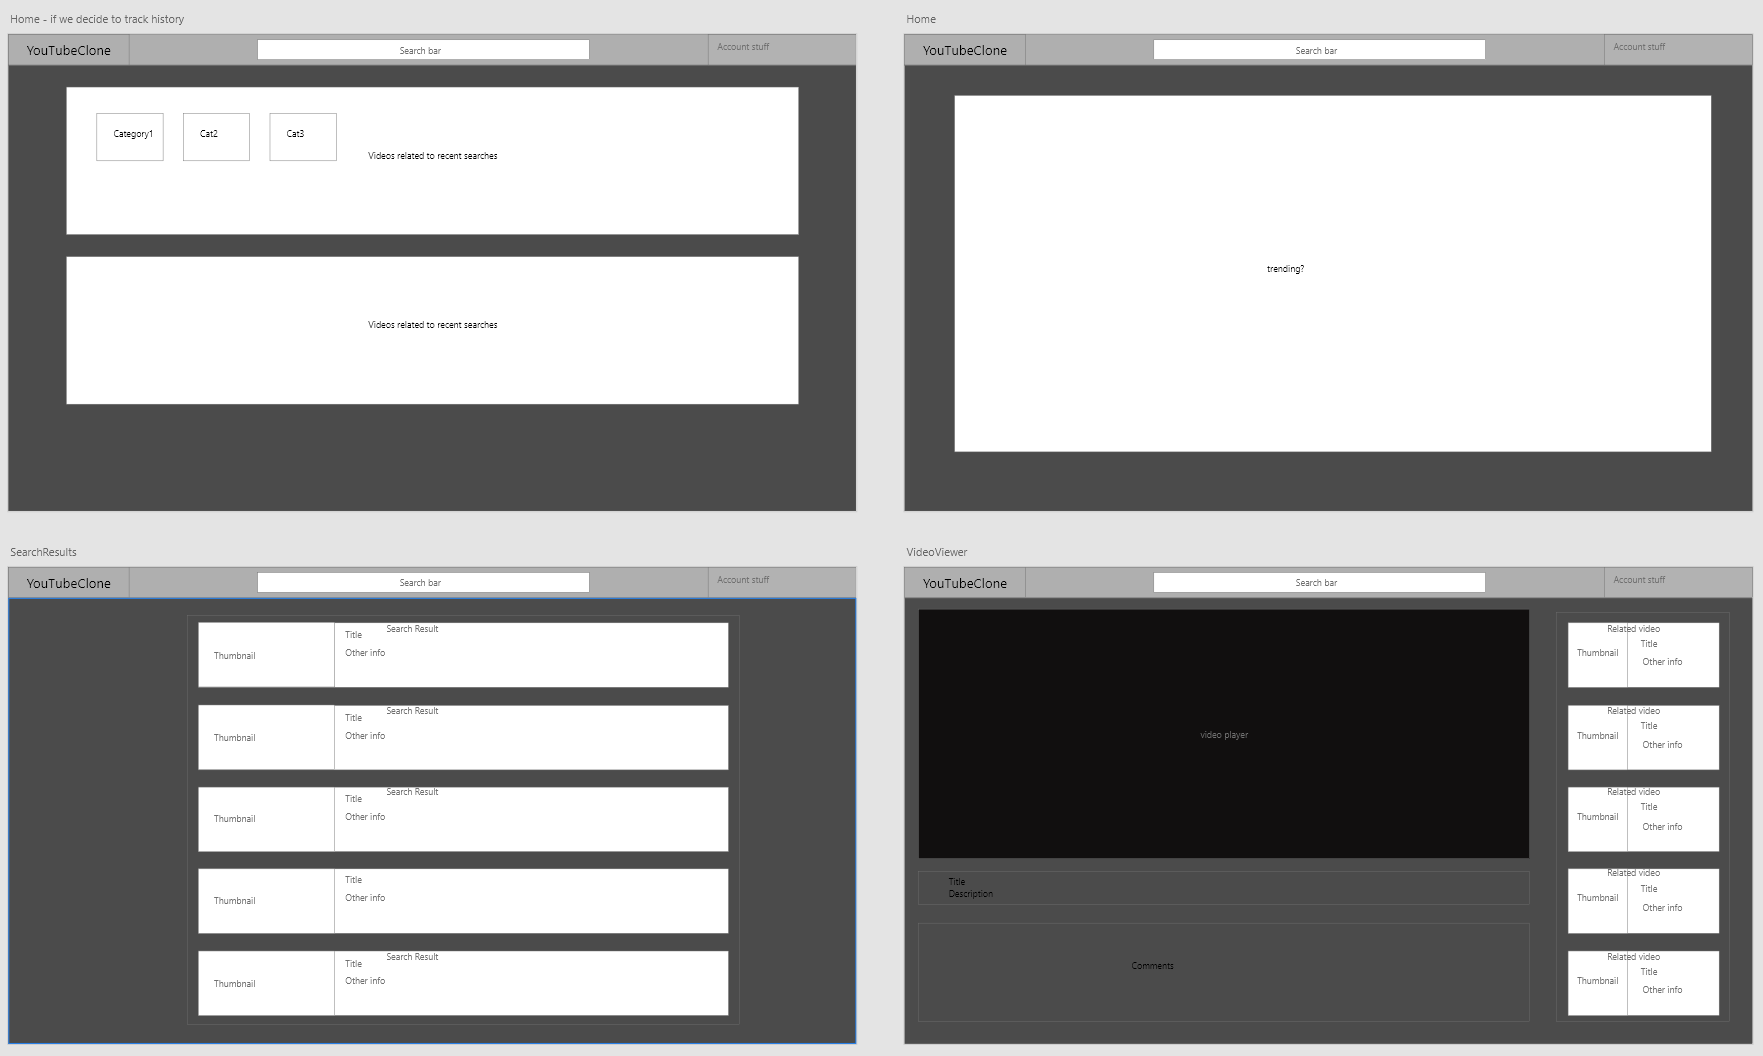 Home - if we decide to track history
YouTubeClone
Search bar
Account stuff
Category1
Cat2
Cat3
Videos related to recent searches
Videos related to recent searches
Home
YouTubeClone
Search bar
Account stuff
trending?
SearchResults
YouTubeClone
Search bar
Account stuff
Thumbnail
Title
Search Result
Other info
Thumbnail
Title
Search Result
Other info
Thumbnail
Title
Search Result
Other info
Thumbnail
Title
Other info
Thumbnail
Title
Search Result
Other info
VideoViewer
YouTubeClone
Search bar
Account stuff
video player
Title
Description
Comments
Related video
Thumbnail
Title
Other info
Related video
Thumbnail
Title
Other info
Related video
Thumbnail
Title
Other info
Related video
Thumbnail
Title
Other info
Related video
Thumbnail
Title
Other info